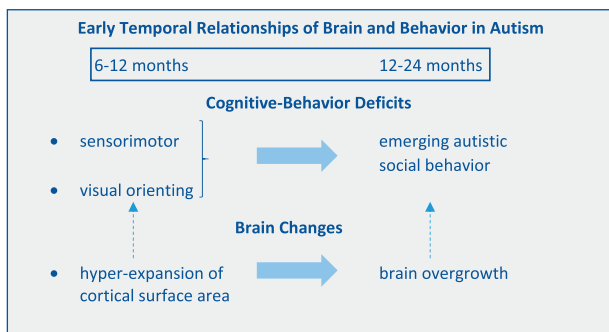 Early Temporal Relationships of Brain and Behavior in Autism
6-12 months 12-24 months
Cognitive-Behavior Deficits
• sensorimotor
emerging autistic
social behavior
• visual orienting
Brain Changes
• hyper-expansion of
cortical surface area
brain overgrowth